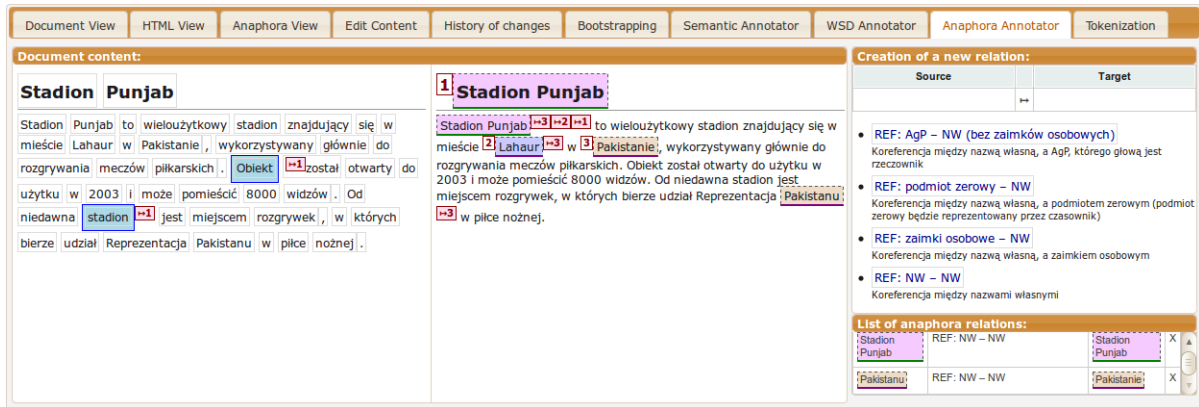 Document View HTML View Anaphora View Edit Content History of changes Bootstrapping Semantic Annotator WSD Annotator Anaphora Annotator Tokenization
Document content:
Stadion Punjab
Stadion Punjab to wieloużytkowy stadion znajdujący się w
mieście Lahaur w Pakistanie , wykorzystywany głównie do
rozgrywania meczów piłkarskich . Obiekt ↦1 został otwarty do
użytku w 2003 i może pomieścić 8000 widzów . Od
niedawna stadion ↦1 jest miejscem rozgrywek , w których
bierze udział Reprezentacja Pakistanu w piłce nożnej .
1 Stadion Punjab
Stadion Punjab ↦3 ↦2 ↦1 to wieloużytkowy stadion znajdujący się w
mieście 2 Lahaur ↦3 w 3 Pakistanie, wykorzystywany głównie do
rozgrywania meczów piłkarskich. Obiekt został otwarty do użytku w
2003 i może pomieścić 8000 widzów. Od niedawna stadion jest
miejscem rozgrywek, w których bierze udział Reprezentacja Pakistanu
↦3 w piłce nożnej.
Creation of a new relation:
Source Target
↦
• REF: AgP – NW (bez zaimków osobowych)
Koreferencja między nazwą własną, a AgP, którego głową jest
rzeczownik
• REF: podmiot zerowy – NW
Koreferencja między nazwą własną, a podmiotem zerowym (podmiot
zerowy będzie reprezentowany przez czasownik)
• REF: zaimki osobowe – NW
Koreferencja między nazwą własną, a zaimkiem osobowym
• REF: NW – NW
Koreferencja między nazwami własnymi
List of anaphora relations:
Stadion REF: NW – NW Stadion X
Punjab Punjab
Pakistanu REF: NW – NW Pakistanie X